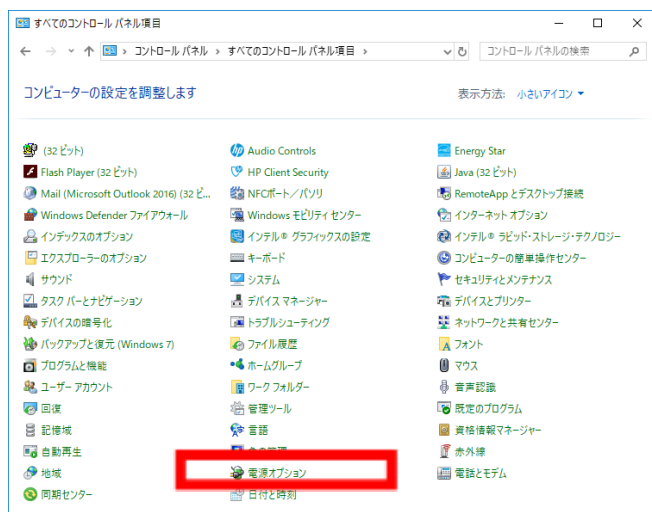 すべてのコントロール パネル項目
コントロール パネル › すべてのコントロール パネル項目 ›
コントロール パネルの検索
コンピューターの設定を調整します
表示方法: 小さいアイコン
(32 ビット)
Audio Controls
Energy Star
Flash Player (32 ビット)
HP Client Security
Java (32 ビット)
Mail (Microsoft Outlook 2016) (32 ビ...
NFCポート／パソリ
RemoteApp とデスクトップ接続
Windows Defender ファイアウォール
Windows モビリティ センター
インターネット オプション
インデックスのオプション
インテル® グラフィックスの設定
インテル® ラピッド・ストレージ・テクノロジー
エクスプローラーのオプション
キーボード
コンピューターの簡単操作センター
サウンド
システム
セキュリティとメンテナンス
タスク バーとナビゲーション
デバイス マネージャー
デバイスとプリンター
デバイスの暗号化
トラブルシューティング
ネットワークと共有センター
バックアップと復元 (Windows 7)
ファイル履歴
フォント
プログラムと機能
ホームグループ
マウス
ユーザー アカウント
ワーク フォルダー
音声認識
回復
管理ツール
既定のプログラム
記憶域
言語
資格情報マネージャー
自動再生
赤外線
地域
電源オプション
電話とモデム
同期センター
日付と時刻